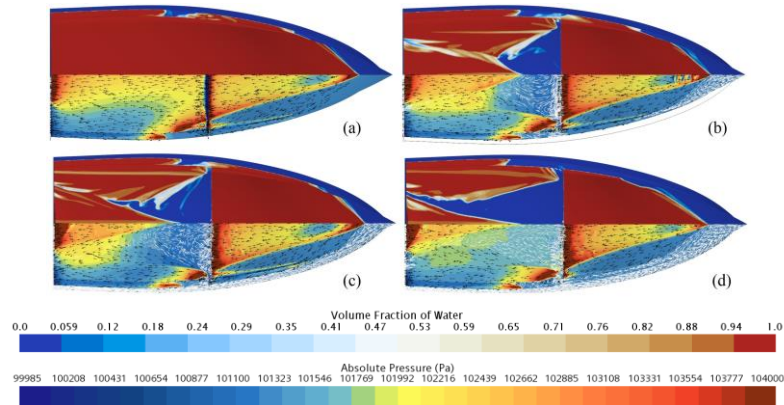 (a)
(b)
(c)
(d)
Volume Fraction of Water
0.0 0.059 0.12 0.18 0.24 0.29 0.35 0.41 0.47 0.53 0.59 0.65 0.71 0.76 0.82 0.88 0.94 1.0
Absolute Pressure (Pa)
99985 100208 100431 100654 100877 101100 101323 101546 101769 101992 102216 102439 102662 102885 103108 103331 103554 103777 104000